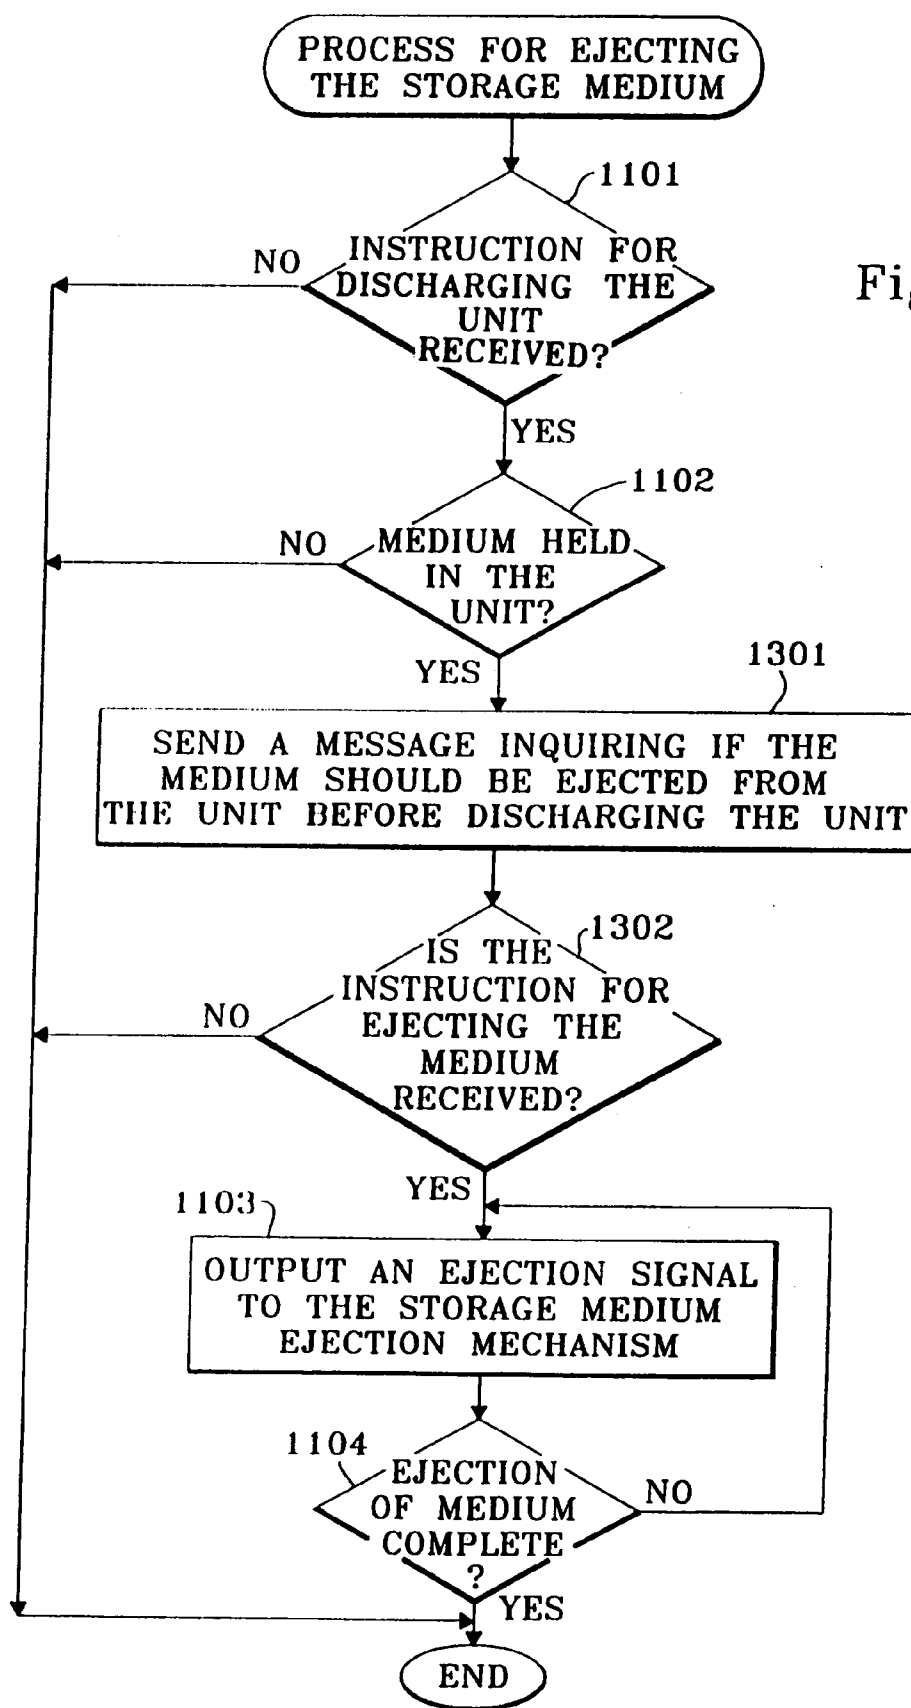 PROCESS FOR EJECTING
THE STORAGE MEDIUM
1101
INSTRUCTION FOR
DISCHARGING THE
UNIT
RECEIVED?
NO
Fig
YES
1102
MEDIUM HELD
IN THE
UNIT?
NO
YES
1301
SEND A MESSAGE INQUIRING IF THE
MEDIUM SHOULD BE EJECTED FROM
THE UNIT BEFORE DISCHARGING THE UNIT
1302
IS THE
INSTRUCTION FOR
EJECTING THE
MEDIUM
RECEIVED?
NO
YES
1103
OUTPUT AN EJECTION SIGNAL
TO THE STORAGE MEDIUM
EJECTION MECHANISM
1104
EJECTION
OF MEDIUM
COMPLETE
?
NO
YES
END